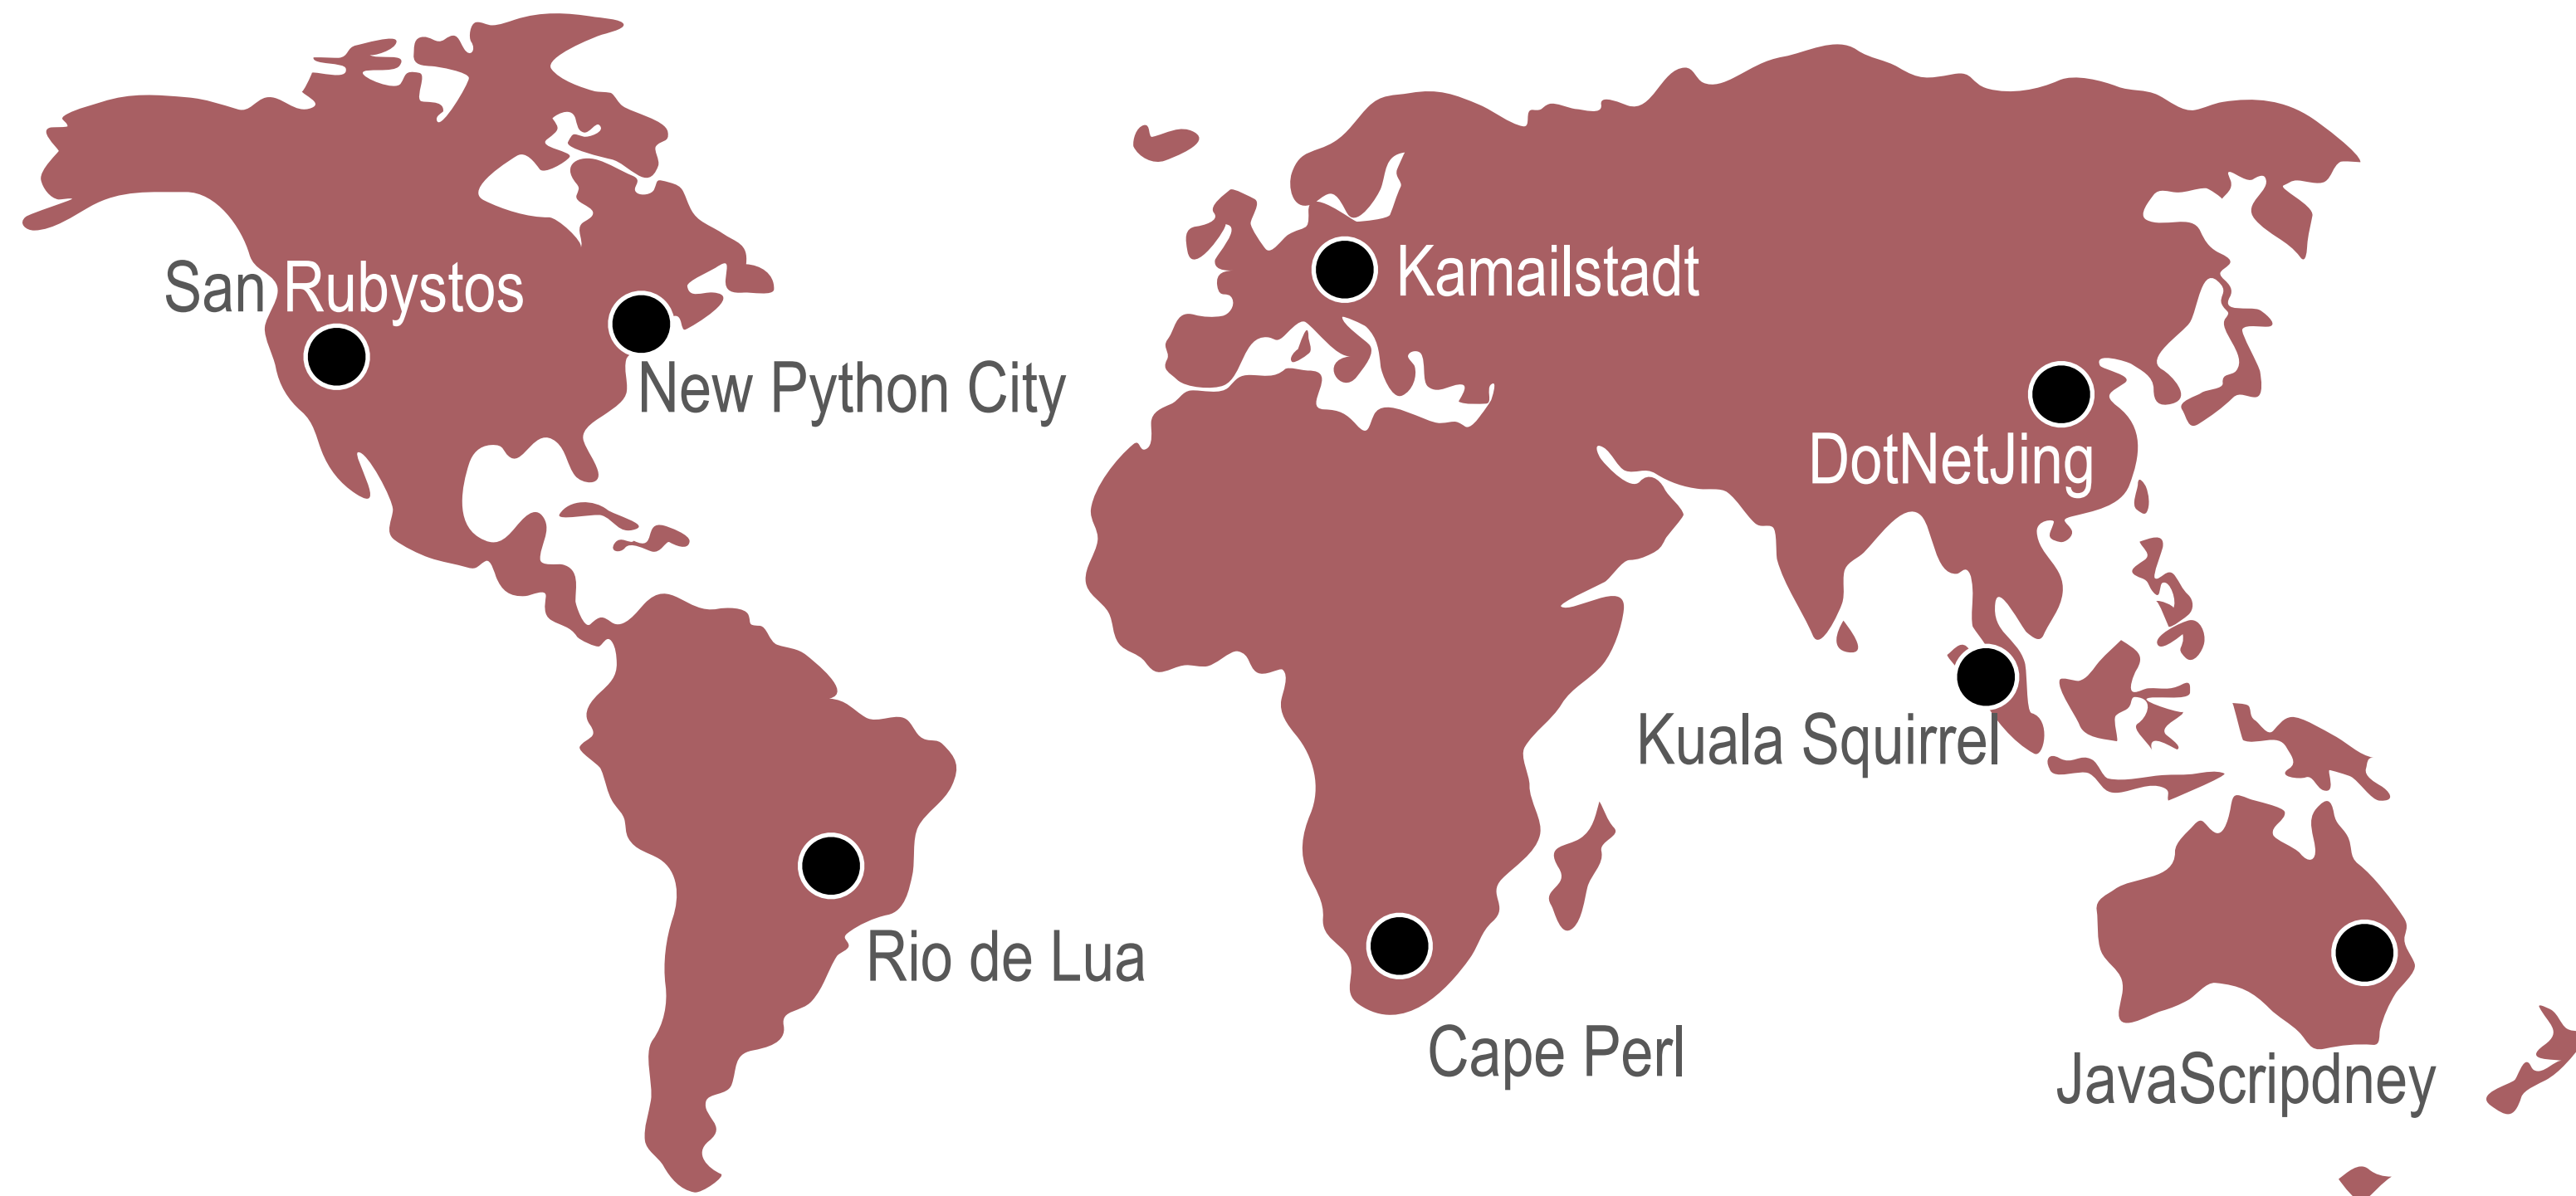 Kamailstadt
San Rubystos
New Python City
DotNetJing
Kuala Squirrel
Rio de Lua
Cape Perl
JavaScripdney